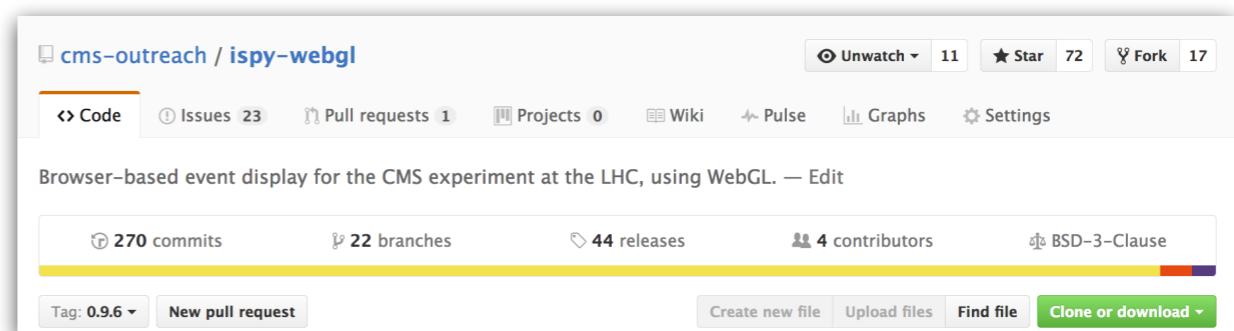 cms-outreach / ispy-webgl Unwatch 11 Star 72 Fork 17
Code Issues 23 Pull requests 1 Projects 0 Wiki Pulse Graphs Settings
Browser-based event display for the CMS experiment at the LHC, using WebGL. — Edit
270 commits 22 branches 44 releases 4 contributors BSD-3-Clause
Tag: 0.9.6 New pull request Create new file Upload files Find file Clone or download